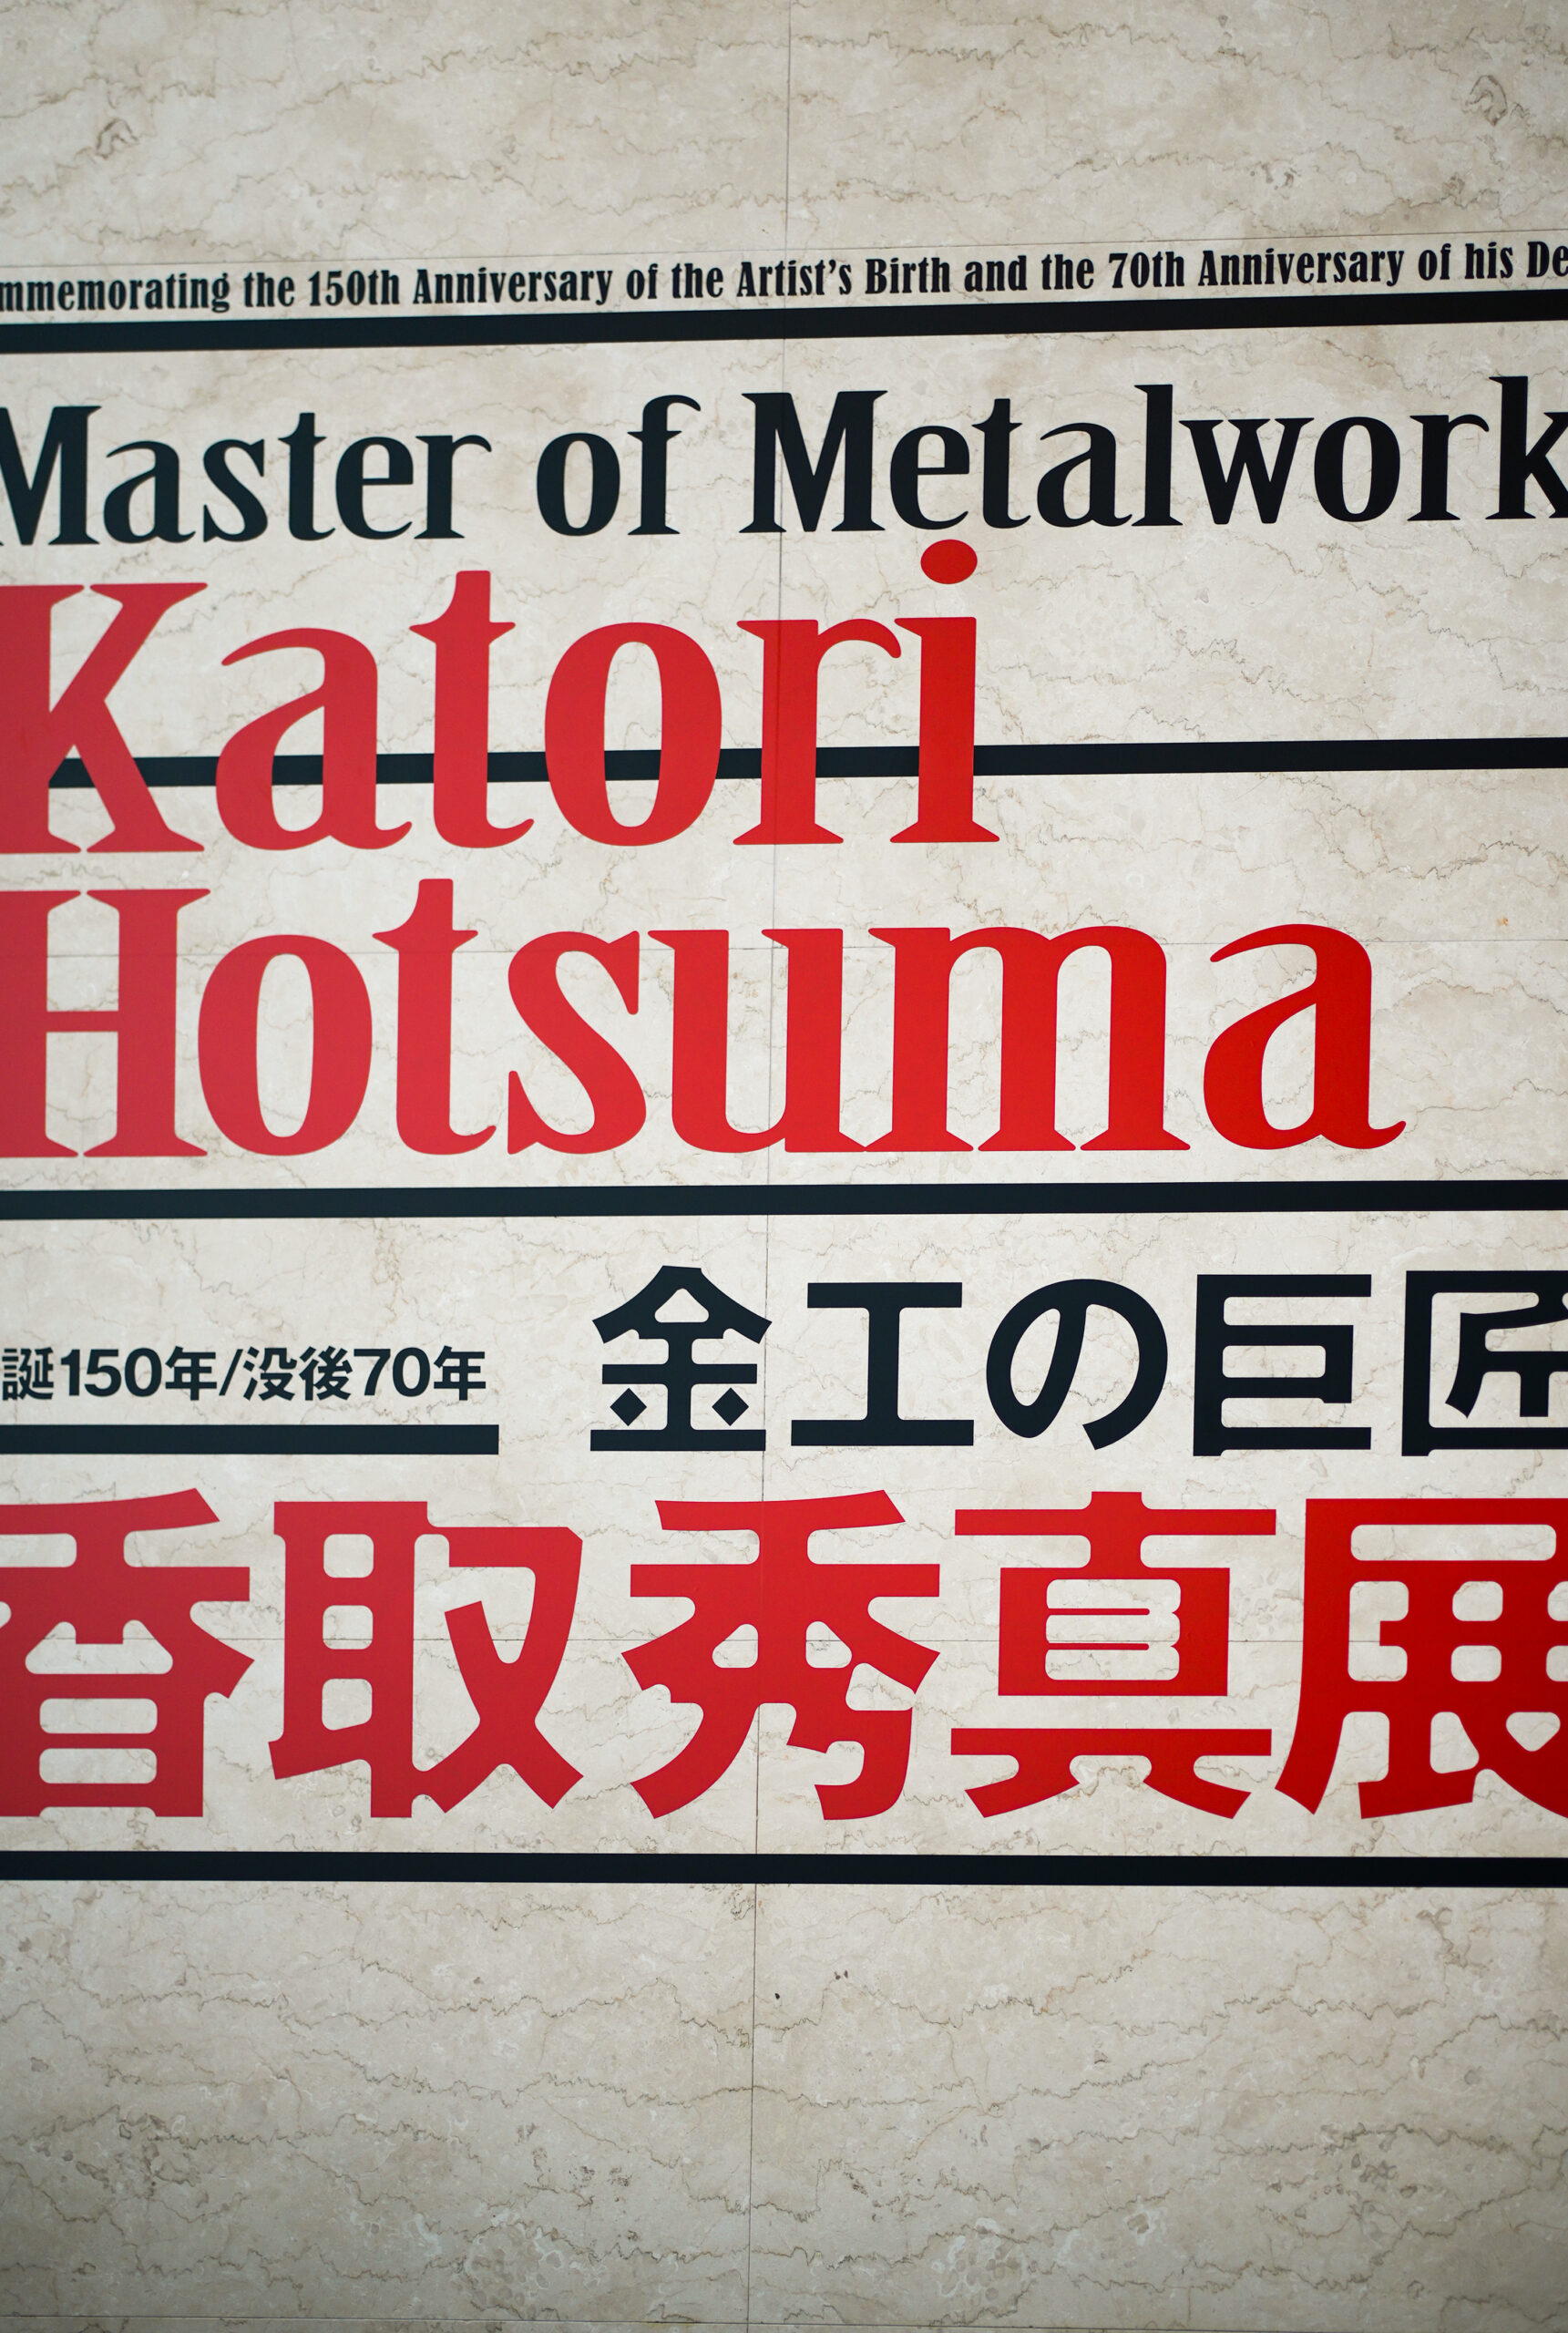 mmemorating the 150th Anniversary of the Artist’s Birth and the 70th Anniversary of his De
Master of Metalwork
Katori
Hotsuma
誕150年/没後70年
金工の巨匠
香取秀真展